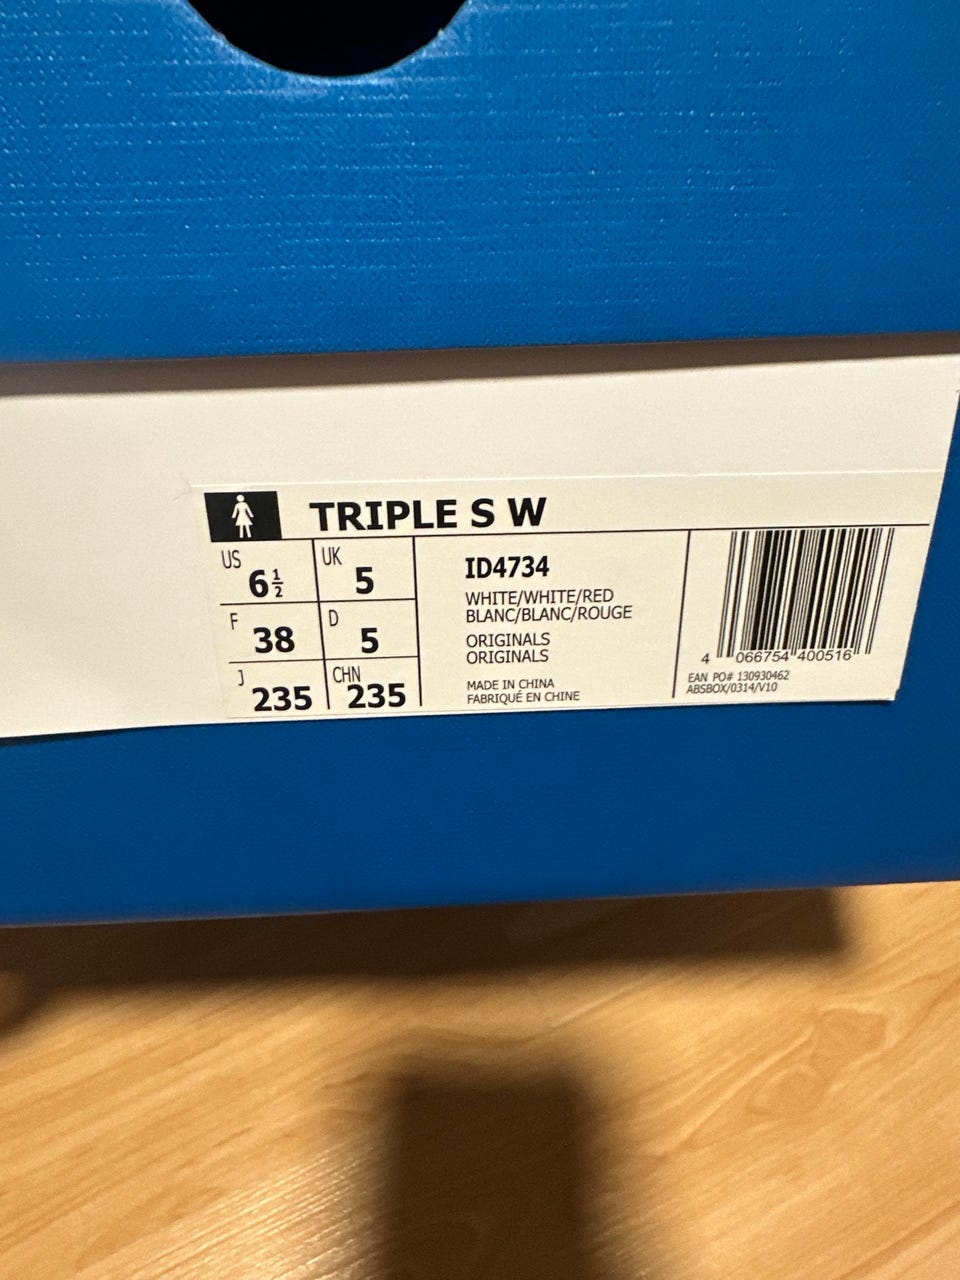 TRIPLE S W
US 6½ UK 5
F 38 D 5
J 235 CHN 235
ID4734
WHITE/WHITE/RED
BLANC/BLANC/ROUGE
ORIGINALS
ORIGINALS
MADE IN CHINA
FABRIQUÉ EN CHINE
4 066754 400516
EAN PO# 130930462
ABSBOX/0314/V10